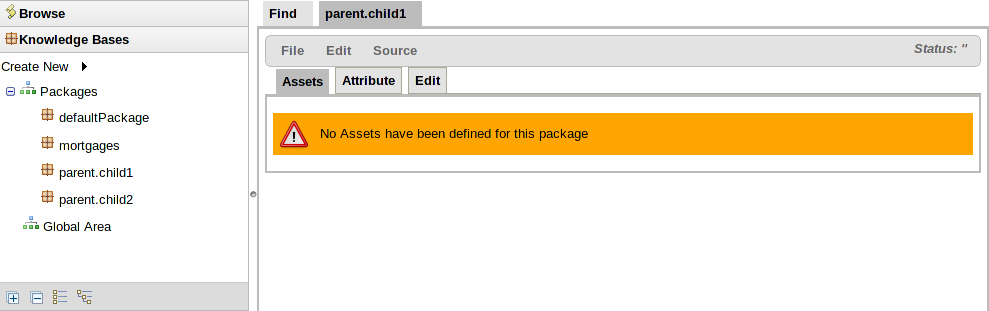 Browse
Knowledge Bases
Create New
Packages
defaultPackage
mortgages
parent.child1
parent.child2
Global Area
Find parent.child1
File Edit Source Status: ''
Assets Attribute Edit
No Assets have been defined for this package